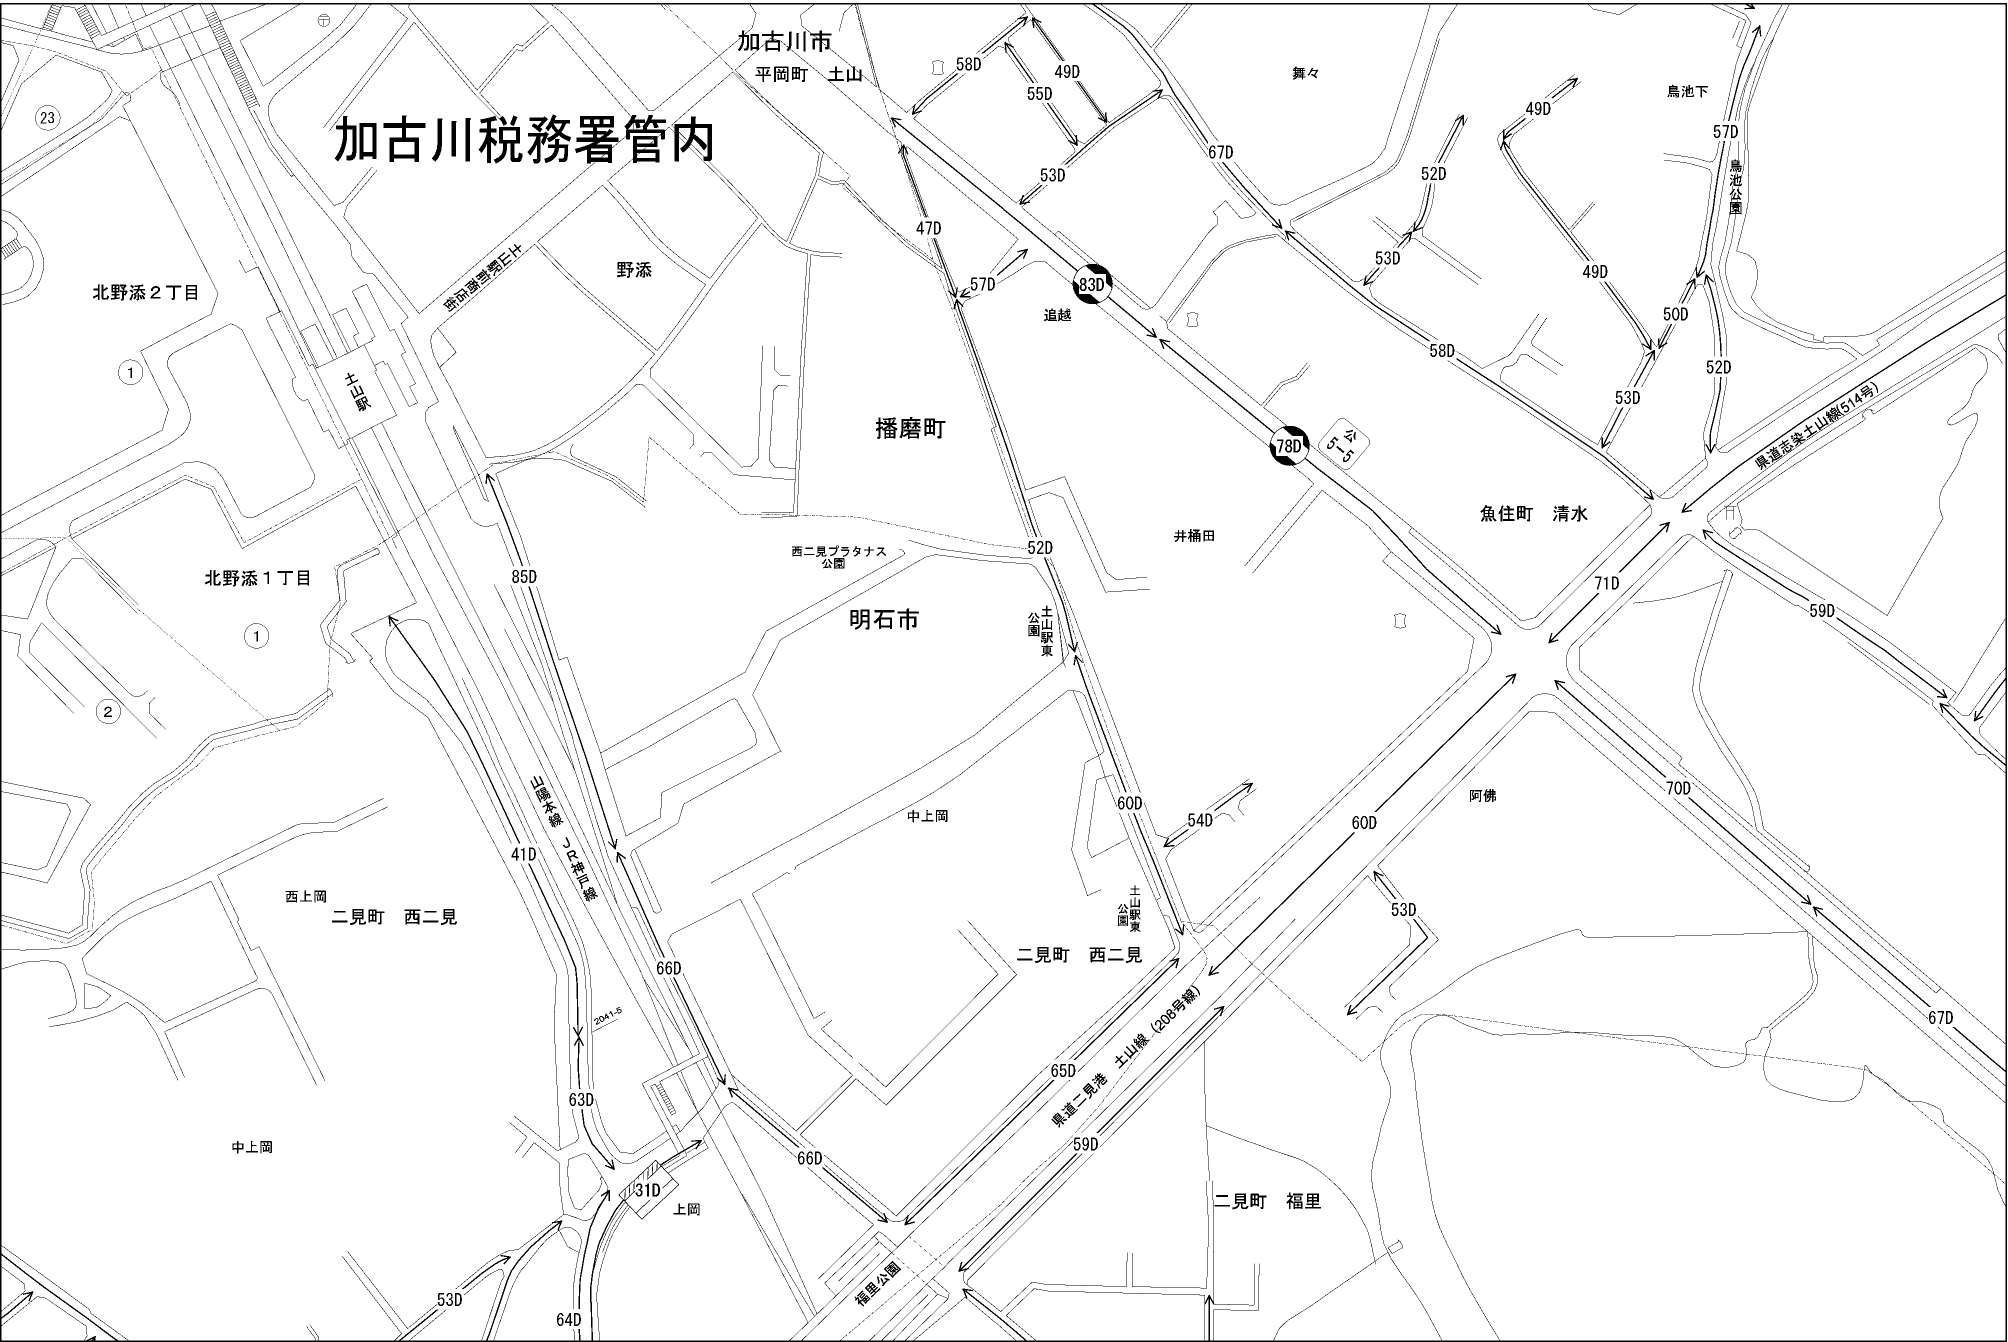 加古川市
平岡町　土山
58D
49D
55D
舞々
鳥池下
49D
23
加古川税務署管内
57D
67D
52D
53D
鳥池公園
47D
土山駅前商店街
野添
53D
49D
57D
83D
北野添２丁目
追越
50D
58D
52D
1
土山駅
53D
播磨町
県道志染土山線(514号)
78D
公
5-5
魚住町　清水
井桶田
52D
西二見プラタナス
公園
85D
北野添１丁目
71D
59D
明石市
土山駅東
公園
1
2
山陽本線　ＪＲ神戸線
70D
阿佛
60D
54D
60D
中上岡
41D
西上岡
二見町　西二見
土山駅東
公園
53D
二見町　西二見
66D
県道二見港　土山線（208号線）
2041-5
67D
65D
63D
59D
中上岡
66D
31D
上岡
二見町　福里
福里公園
53D
64D